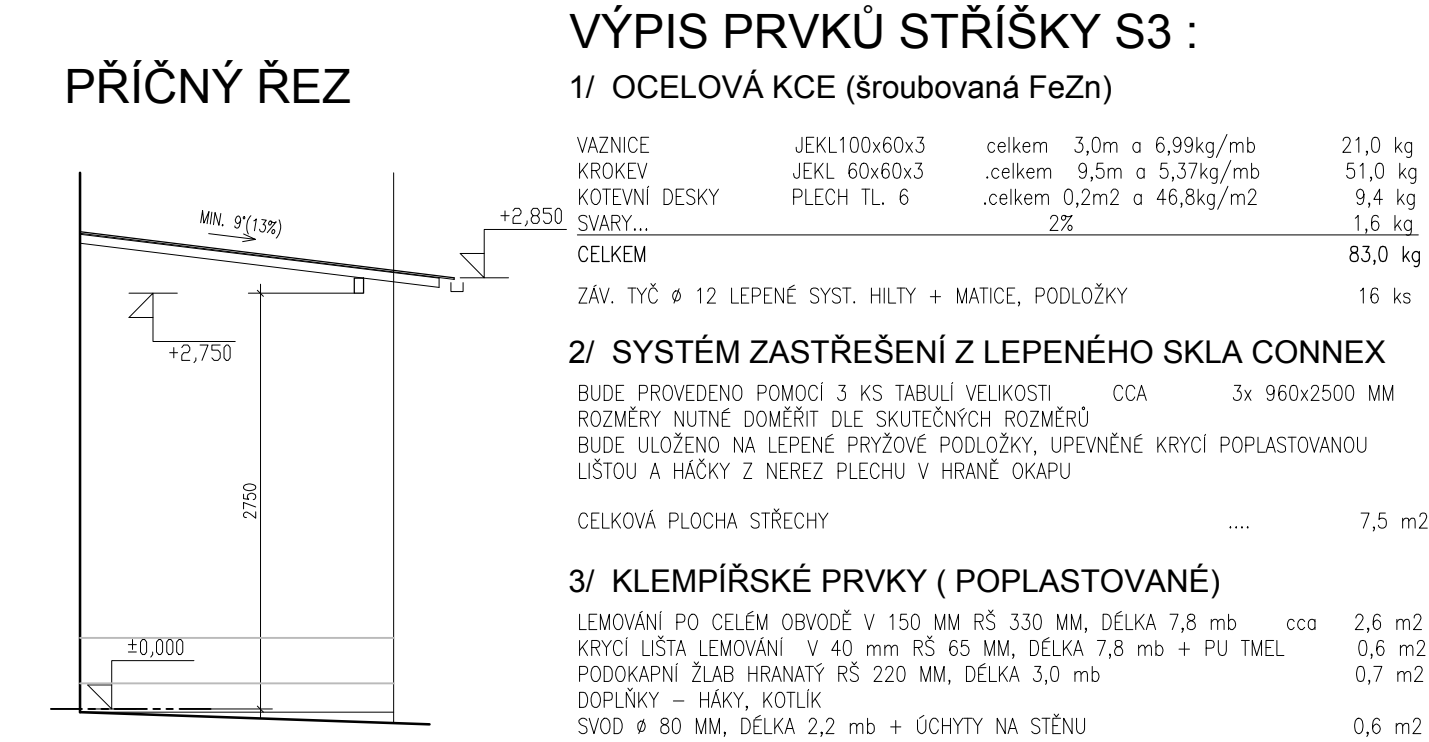 PŘÍČNÝ ŘEZ
MIN. 9°(13%)
+2,850
+2,750
2750
±0,000
VÝPIS PRVKŮ STŘÍŠKY S3 :
1/ OCELOVÁ KCE (šroubovaná FeZn)
VAZNICE JEKL100x60x3 celkem 3,0m a 6,99kg/mb 21,0 kg
KROKEV JEKL 60x60x3 .celkem 9,5m a 5,37kg/mb 51,0 kg
KOTEVNÍ DESKY PLECH TL. 6 .celkem 0,2m2 a 46,8kg/m2 9,4 kg
SVARY... 2% 1,6 kg
CELKEM 83,0 kg
ZÁV. TYČ ø 12 LEPENÉ SYST. HILTY + MATICE, PODLOŽKY 16 ks
2/ SYSTÉM ZASTŘEŠENÍ Z LEPENÉHO SKLA CONNEX
BUDE PROVEDENO POMOCÍ 3 KS TABULÍ VELIKOSTI CCA 3x 960x2500 MM
ROZMĚRY NUTNÉ DOMĚŘIT DLE SKUTEČNÝCH ROZMĚRŮ
BUDE ULOŽENO NA LEPENÉ PRYŽOVÉ PODLOŽKY, UPEVNĚNÉ KRYCÍ POPLASTOVANOU
LIŠTOU A HÁČKY Z NEREZ PLECHU V HRANĚ OKAPU
CELKOVÁ PLOCHA STŘECHY .... 7,5 m2
3/ KLEMPÍŘSKÉ PRVKY ( POPLASTOVANÉ)
LEMOVÁNÍ PO CELÉM OBVODĚ V 150 MM RŠ 330 MM, DÉLKA 7,8 mb cca 2,6 m2
KRYCÍ LIŠTA LEMOVÁNÍ V 40 mm RŠ 65 MM, DÉLKA 7,8 mb + PU TMEL 0,6 m2
PODOKAPNÍ ŽLAB HRANATÝ RŠ 220 MM, DÉLKA 3,0 mb 0,7 m2
DOPLŇKY – HÁKY, KOTLÍK
SVOD ø 80 MM, DÉLKA 2,2 mb + ÚCHYTY NA STĚNU 0,6 m2